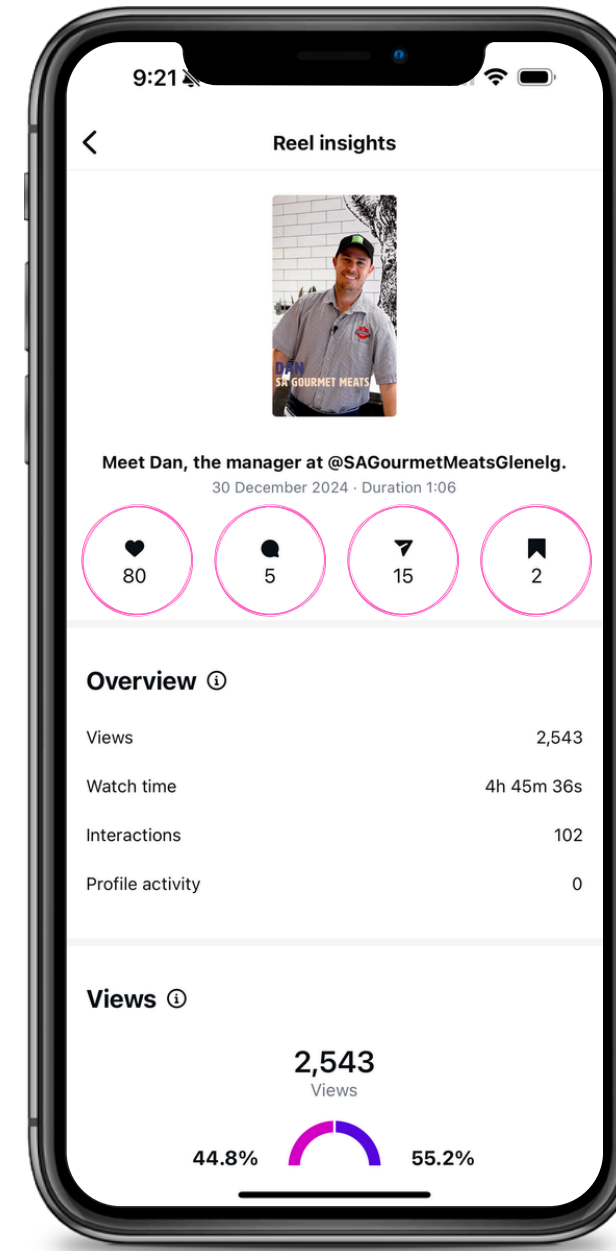 9:21
Reel insights
DAN
SA GOURMET MEATS
Meet Dan, the manager at @SAGourmetMeatsGlenelg.
30 December 2024 · Duration 1:06
80 5 15 2
Overview
Views 2,543
Watch time 4h 45m 36s
Interactions 102
Profile activity 0
Views
2,543
Views
44.8% 55.2%